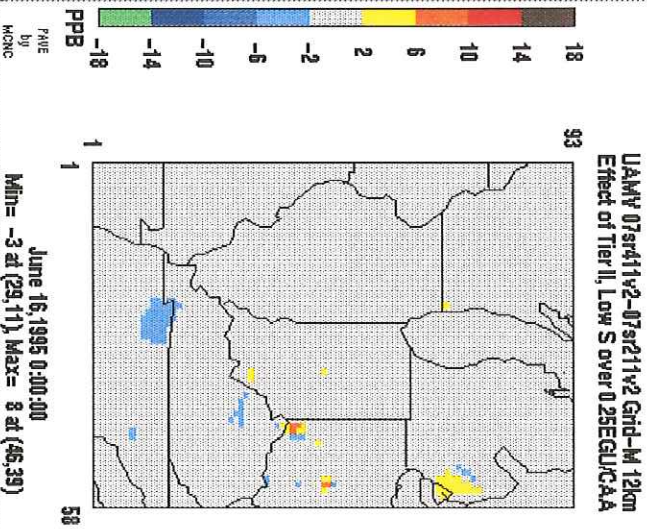 UAMV 07sr411v2-07sr211v2 Grid-M 12km
Effect of Tier II, Low S over 0.25EGU/CAA
18
14
10
6
2
-2
-6
-10
-14
-18
PPB
PAVE
by
MCNC
93
1
1
58
June 16,1995 0:00:00
Min= -3 at (29,11), Max= 8 at (46,39)